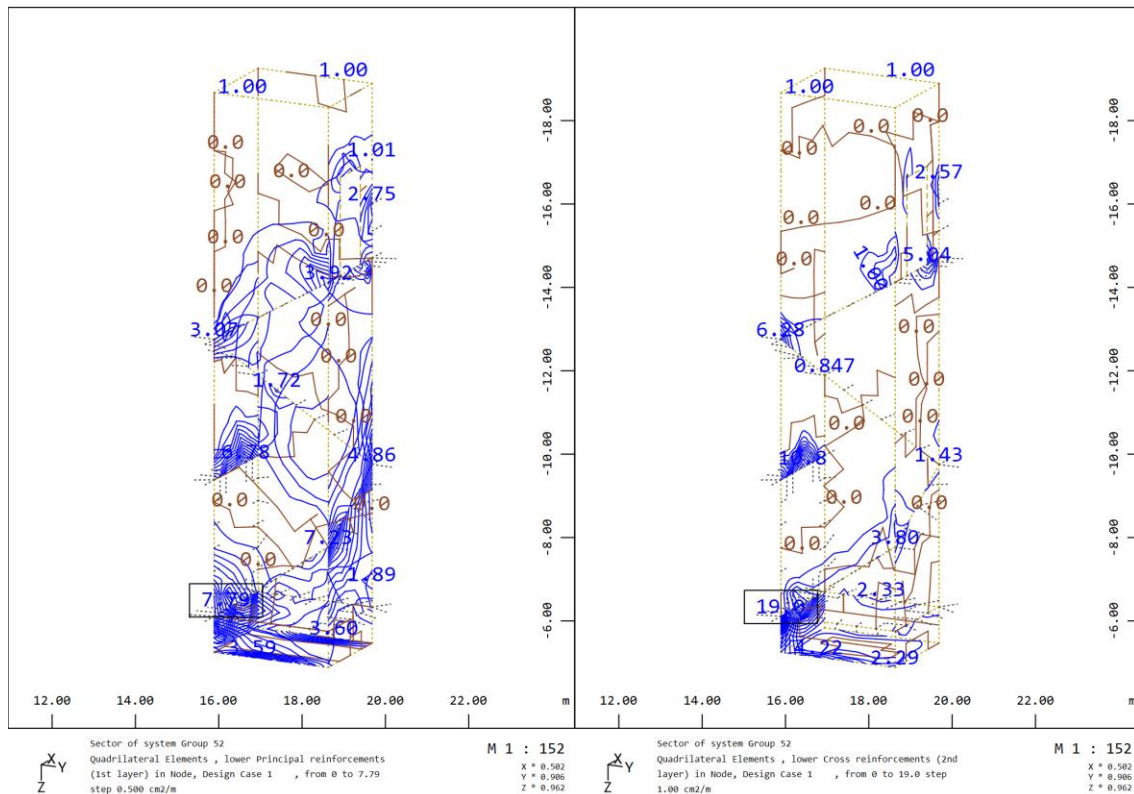 1.00
1.00
0.0
1.01
0.0
0.0
2.75
0.0
0.0
3.92
0.0
0.0
3.07
0.0
1.72
0.0
6.78
4.86
0.0
0.0
7.73
0.0
1.89
7.79
3.60
-18.00
-16.00
-14.00
-12.00
-10.00
-8.00
-6.00
12.00 14.00 16.00 18.00 20.00 22.00 m
X
Y
Z
Sector of system Group 52
Quadrilateral Elements , lower Principal reinforcements
(1st layer) in Node, Design Case 1 , from 0 to 7.79
step 0.500 cm2/m
M 1 : 152
X * 0.502
Y * 0.906
Z * 0.962
1.00
1.00
0.0
0.0
0.0
2.57
0.0
0.0
0.0
1.00
5.04
6.28
0.0
0.847
0.0
0.0
0.0
10.8
1.43
0.0
0.0
0.0
3.80
2.33
19.0
4.22
2.29
-18.00
-16.00
-14.00
-12.00
-10.00
-8.00
-6.00
12.00 14.00 16.00 18.00 20.00 22.00 m
X
Y
Z
Sector of system Group 52
Quadrilateral Elements , lower Cross reinforcements (2nd
layer) in Node, Design Case 1 , from 0 to 19.0 step
1.00 cm2/m
M 1 : 152
X * 0.502
Y * 0.906
Z * 0.962